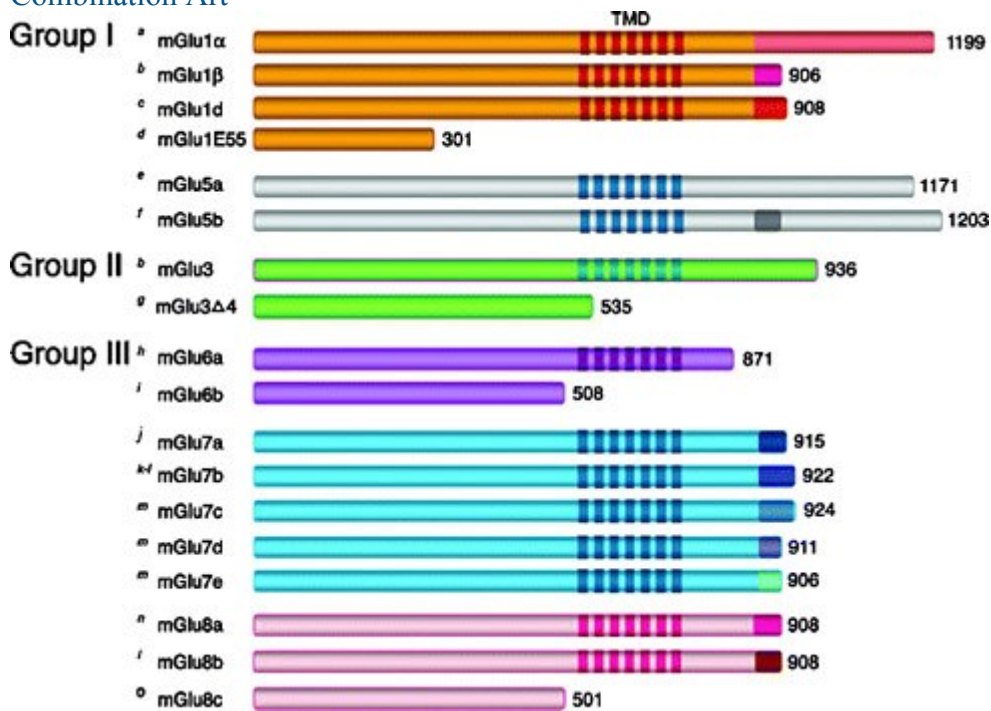 Combination Art
TMD
Group I a mGlu1α 1199
b mGlu1β 906
c mGlu1d 908
d mGlu1E55 301
e mGlu5a 1171
f mGlu5b 1203
Group II b mGlu3 936
g mGlu3Δ4 535
Group III h mGlu6a 871
i mGlu6b 508
j mGlu7a 915
k-l mGlu7b 922
m mGlu7c 924
m mGlu7d 911
m mGlu7e 906
n mGlu8a 908
l mGlu8b 908
o mGlu8c 501